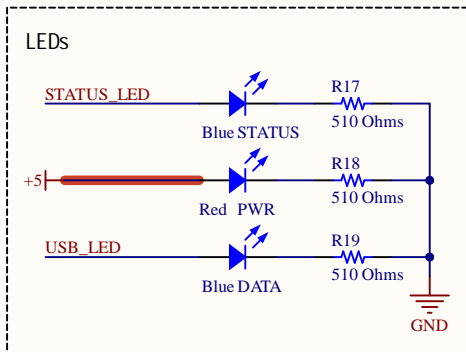 LEDs
STATUS_LED
R17
Blue STATUS
510 Ohms
+5
R18
Red PWR
510 Ohms
USB_LED
R19
Blue DATA
510 Ohms
GND